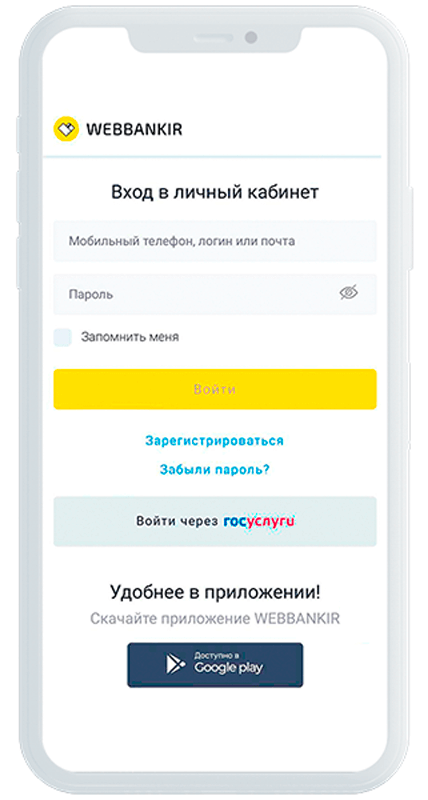 WEBBANKIR
Вход в личный кабинет
Мобильный телефон, логин или почта
Пароль
Запомнить меня
Войти
Зарегистрироваться
Забыли пароль?
Войти через госуслуги
Удобнее в приложении!
Скачайте приложение WEBBANKIR
Доступно в
Google play